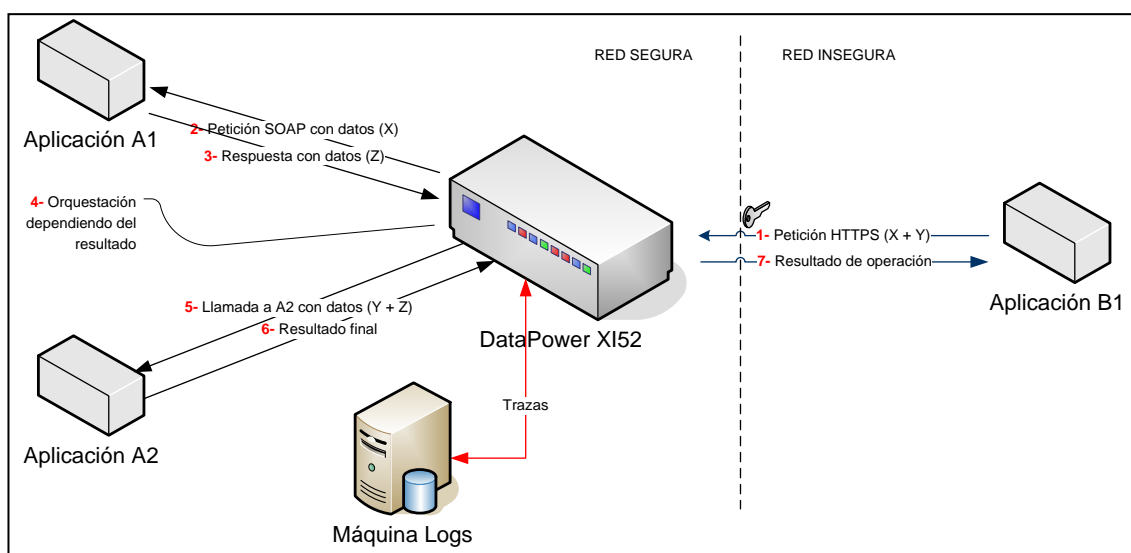 RED SEGURA
RED INSEGURA
Aplicación A1
2- Petición SOAP con datos (X)
3- Respuesta con datos (Z)
4- Orquestación
dependiendo del
resultado
1- Petición HTTPS (X + Y)
7- Resultado de operación
Aplicación B1
5- Llamada a A2 con datos (Y + Z)
6- Resultado final
DataPower XI52
Aplicación A2
Trazas
Máquina Logs